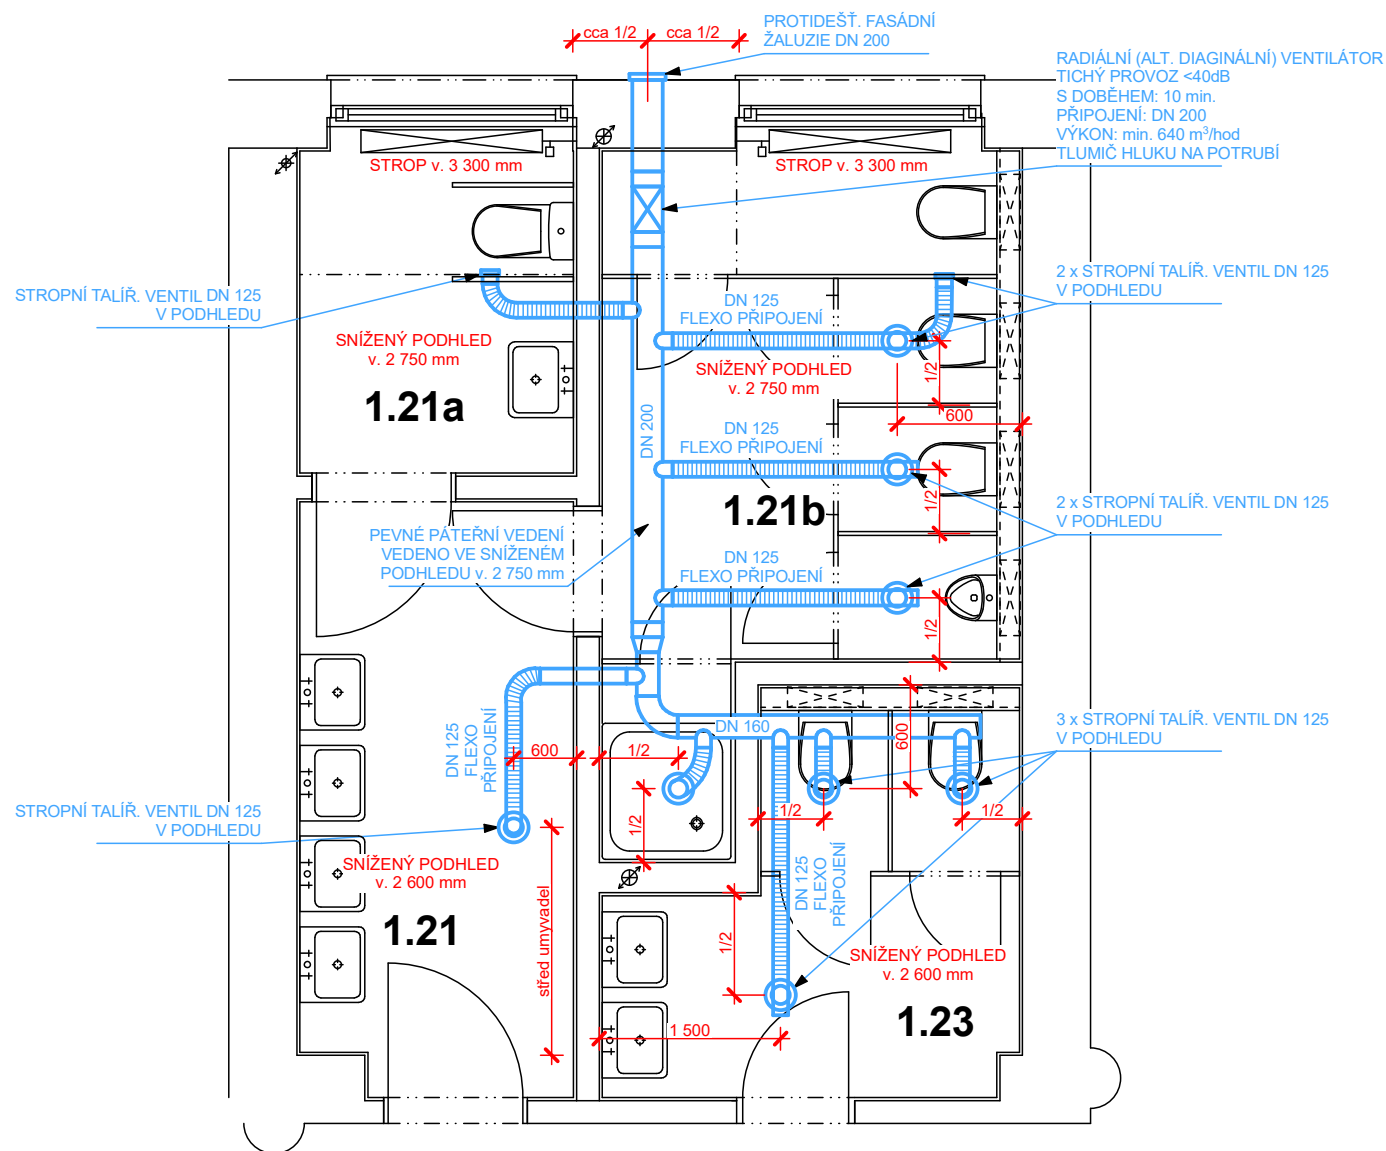 cca 1/2
cca 1/2
PROTIDEŠŤ. FASÁDNÍ
ŽALUZIE DN 200
RADIÁLNÍ (ALT. DIAGINÁLNÍ) VENTILÁTOR
TICHÝ PROVOZ <40dB
S DOBĚHEM: 10 min.
PŘIPOJENÍ: DN 200
VÝKON: min. 640 m³/hod
TLUMIČ HLUKU NA POTRUBÍ
STROP v. 3 300 mm
STROP v. 3 300 mm
STROPNÍ TALÍŘ. VENTIL DN 125
V PODHLEDU
2 x STROPNÍ TALÍŘ. VENTIL DN 125
V PODHLEDU
DN 125
FLEXO PŘIPOJENÍ
SNÍŽENÝ PODHLED
v. 2 750 mm
1.21a
SNÍŽENÝ PODHLED
v. 2 750 mm
1/2
600
DN 200
DN 125
FLEXO PŘIPOJENÍ
1.21b
1/2
2 x STROPNÍ TALÍŘ. VENTIL DN 125
V PODHLEDU
PEVNÉ PÁTEŘNÍ VEDENÍ
VEDENO VE SNÍŽENÉM
PODHLEDU v. 2 750 mm
DN 125
FLEXO PŘIPOJENÍ
1/2
DN 160
600
3 x STROPNÍ TALÍŘ. VENTIL DN 125
V PODHLEDU
DN 125
FLEXO
PŘIPOJENÍ
600
1/2
1/2
1/2
1/2
STROPNÍ TALÍŘ. VENTIL DN 125
V PODHLEDU
SNÍŽENÝ PODHLED
v. 2 600 mm
1.21
DN 125
FLEXO
PŘIPOJENÍ
střed umyvadel
1/2
SNÍŽENÝ PODHLED
v. 2 600 mm
1.23
1 500